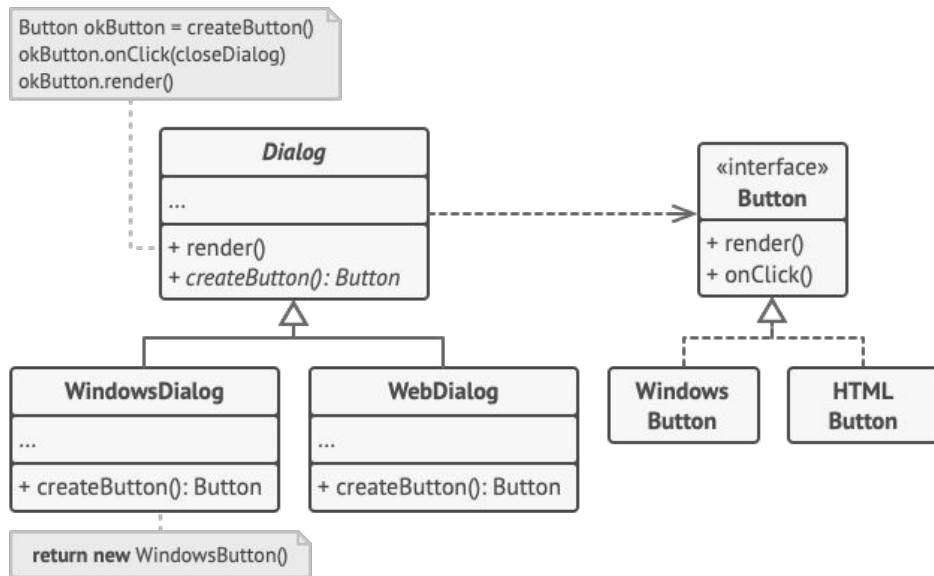 Button okButton = createButton()
okButton.onClick(closeDialog)
okButton.render()
Dialog
...
+ render()
+ createButton(): Button
«interface»
Button
+ render()
+ onClick()
WindowsDialog
...
+ createButton(): Button
WebDialog
...
+ createButton(): Button
Windows
Button
HTML
Button
return new WindowsButton()